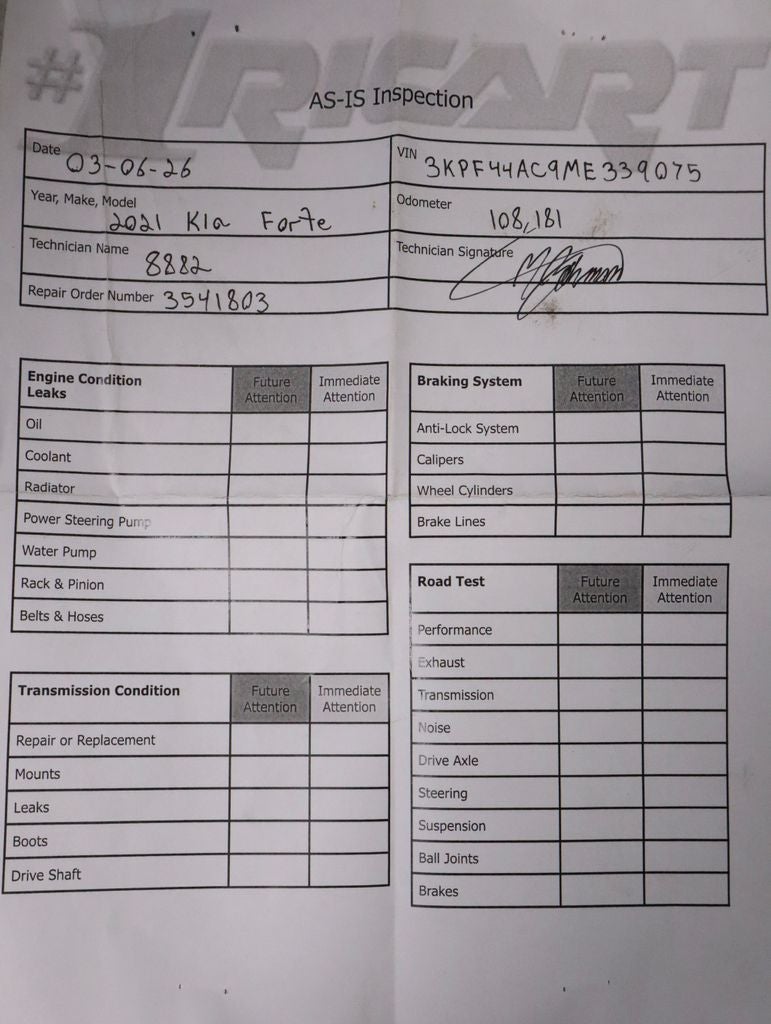 #1RICART
AS-IS Inspection
Date 03-06-26
VIN 3KPF44AC9ME339075
Year, Make, Model 2021 Kia Forte
Odometer 108,181
Technician Name 8882
Technician Signature
Repair Order Number 3541803
Engine Condition Leaks Future Attention Immediate Attention
Oil
Coolant
Radiator
Power Steering Pump
Water Pump
Rack & Pinion
Belts & Hoses
Transmission Condition Future Attention Immediate Attention
Repair or Replacement
Mounts
Leaks
Boots
Drive Shaft
Braking System Future Attention Immediate Attention
Anti-Lock System
Calipers
Wheel Cylinders
Brake Lines
Road Test Future Attention Immediate Attention
Performance
Exhaust
Transmission
Noise
Drive Axle
Steering
Suspension
Ball Joints
Brakes